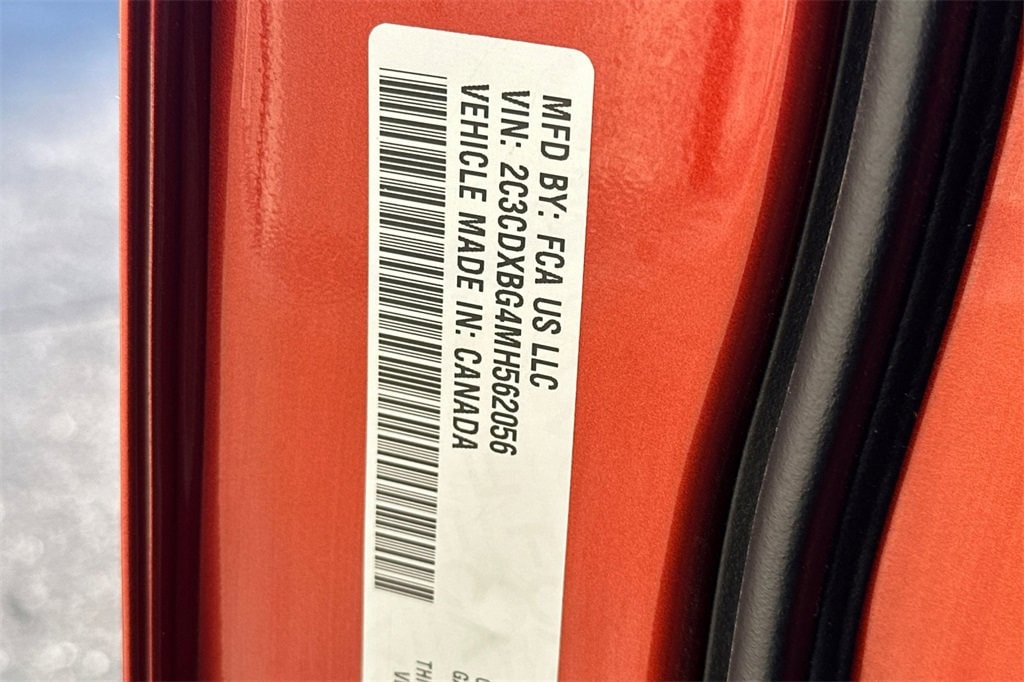 MFD BY: FCA US LLC
VIN: 2C3CDXBG4MH562056
VEHICLE MADE IN: CANADA